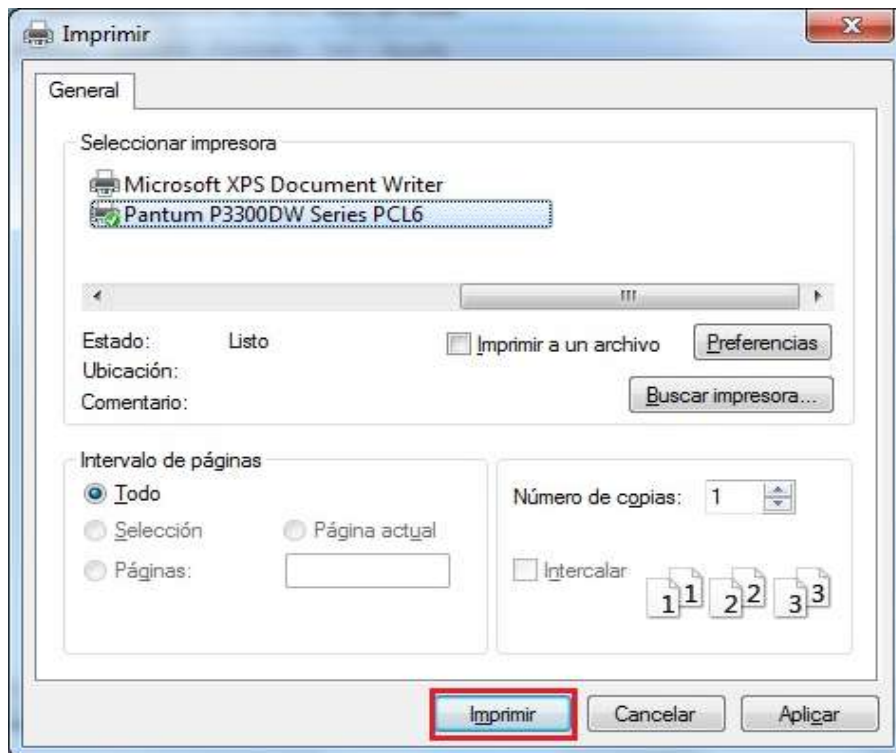 Imprimir
General
Seleccionar impresora
Microsoft XPS Document Writer
Pantum P3300DW Series PCL6
Estado: Listo
Imprimir a un archivo
Preferencias
Ubicación:
Comentario:
Buscar impresora...
Intervalo de páginas
Todo
Selección
Página actual
Páginas:
Número de copias: 1
Intercalar
1 1 2 2 3 3
Imprimir
Cancelar
Aplicar